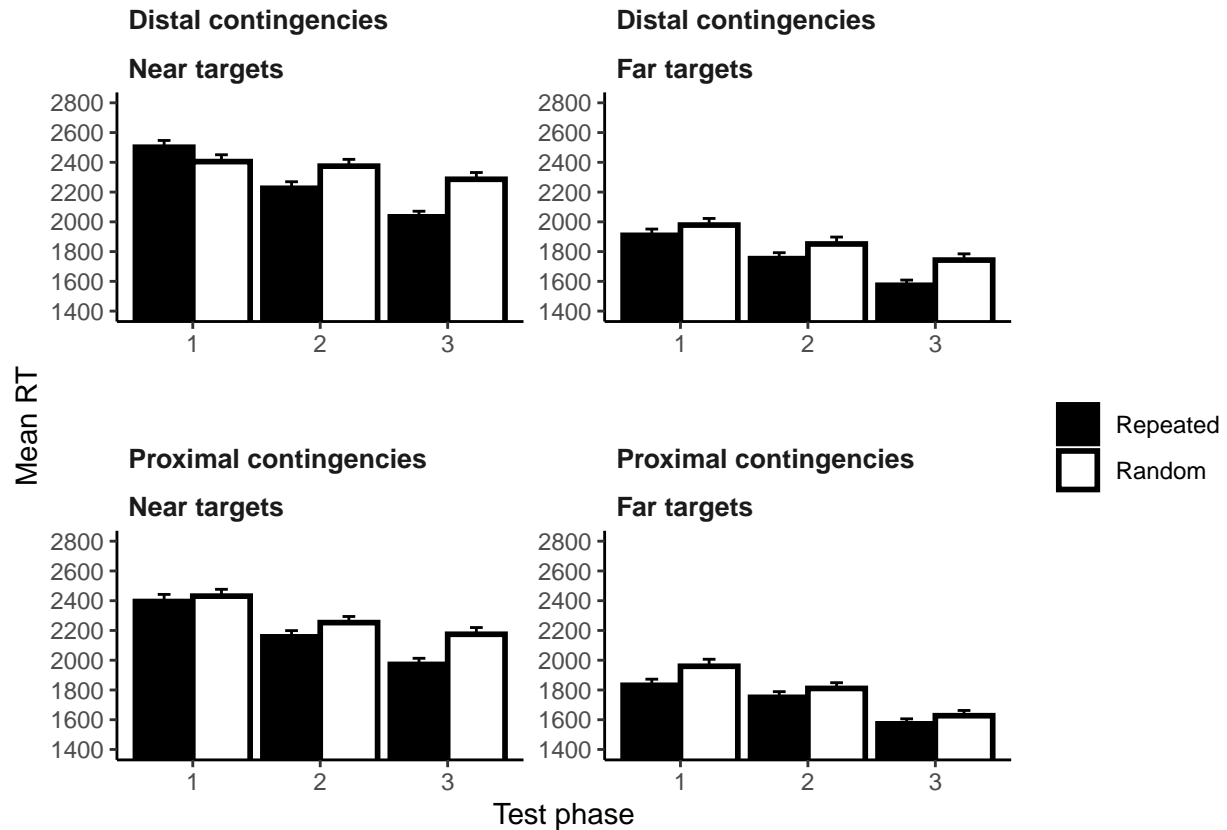 Distal contingencies
Near targets
2800
2600
2400
2200
2000
1800
1600
1400
1 2 3
Distal contingencies
Far targets
2800
2600
2400
2200
2000
1800
1600
1400
1 2 3
Mean RT
Proximal contingencies
Near targets
2800
2600
2400
2200
2000
1800
1600
1400
1 2 3
Proximal contingencies
Far targets
2800
2600
2400
2200
2000
1800
1600
1400
1 2 3
Test phase
Repeated
Random